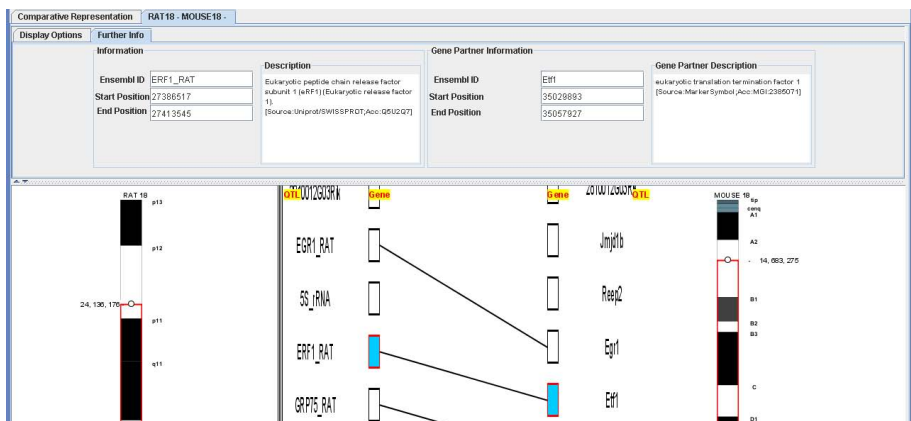 Comparative Representation RAT18 - MOUSE18 -
Display Options Further Info
Information
Ensembl ID ERF1_RAT
Start Position 27386517
End Position 27413545
Description
Eukaryotic peptide chain release factor
subunit 1 (eRF1) (Eukaryotic release factor
1).
[Source:Uniprot/SWISSPROT;Acc:Q5U2Q7]
Gene Partner Information
Ensembl ID Etf1
Start Position 35029893
End Position 35057927
Gene Partner Description
eukaryotic translation termination factor 1
[Source:MarkerSymbol;Acc:MGI:2385071]
RAT 18
p13
p12
24, 136, 176
p11
q11
QTL Gene
EGR1_RAT
5S_rRNA
ERF1_RAT
GRP75_RAT
Gene QTL
Jmjd1b
Reep2
Egr1
Etf1
MOUSE 18
tip
cenq
A1
A2
- 14, 683, 275
B1
B2
B3
C
D1